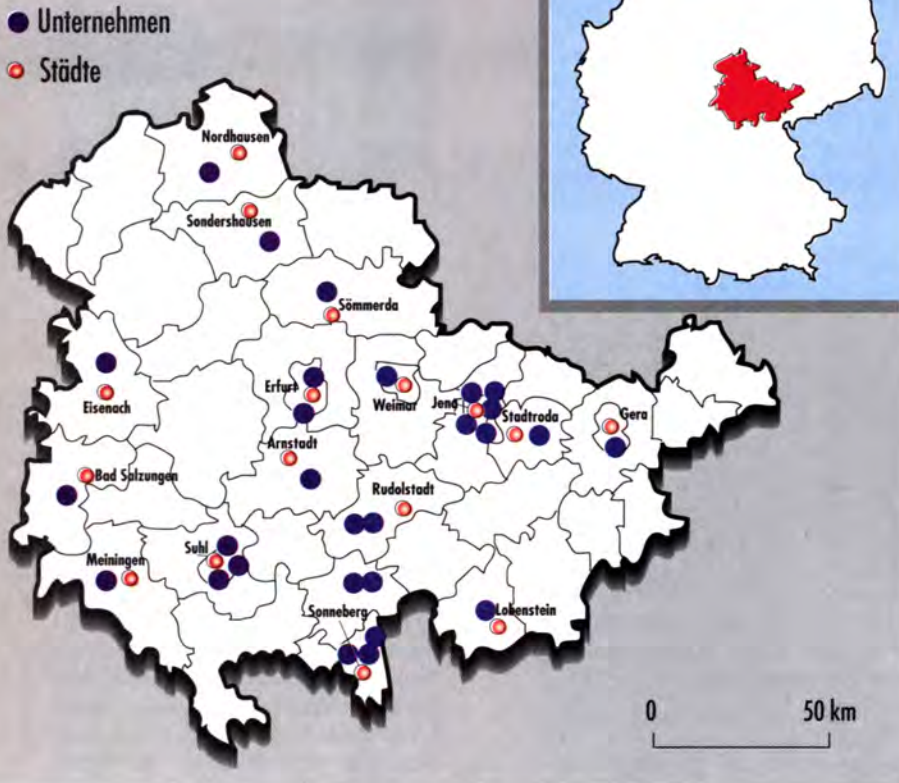 Unternehmen
Städte
Nordhausen
Sondershausen
Sömmerda
Eisenach
Erfurt
Weimar
Jena
Stadtroda
Gera
Arnstadt
Bad Salzungen
Rudolstadt
Suhl
Meiningen
Sonneberg
Lobenstein
0 50 km